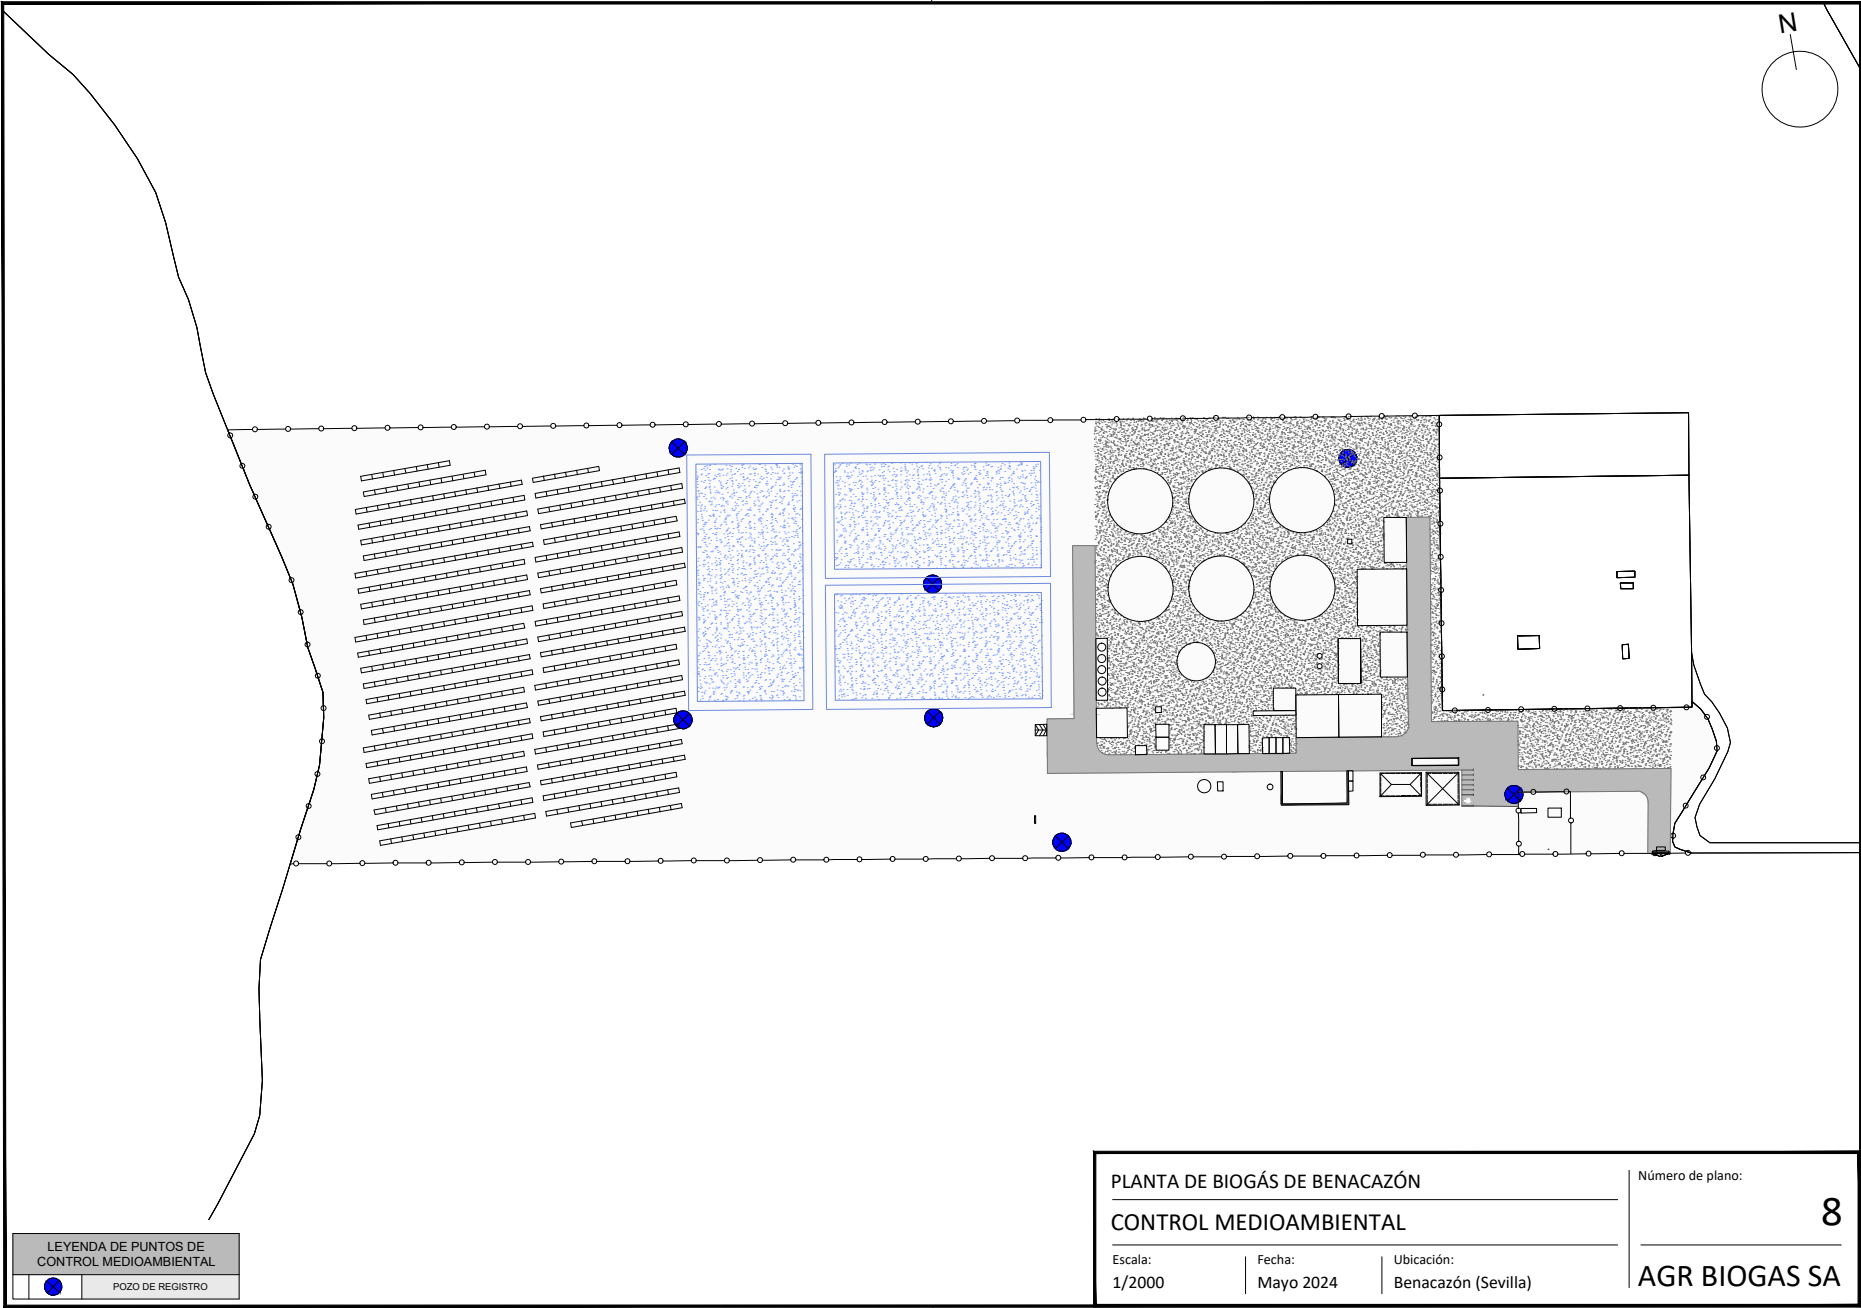 N
LEYENDA DE PUNTOS DE
CONTROL MEDIOAMBIENTAL
POZO DE REGISTRO
PLANTA DE BIOGÁS DE BENACAZÓN
CONTROL MEDIOAMBIENTAL
Escala:
1/2000
Fecha:
Mayo 2024
Ubicación:
Benacazón (Sevilla)
Número de plano:
8
AGR BIOGAS SA